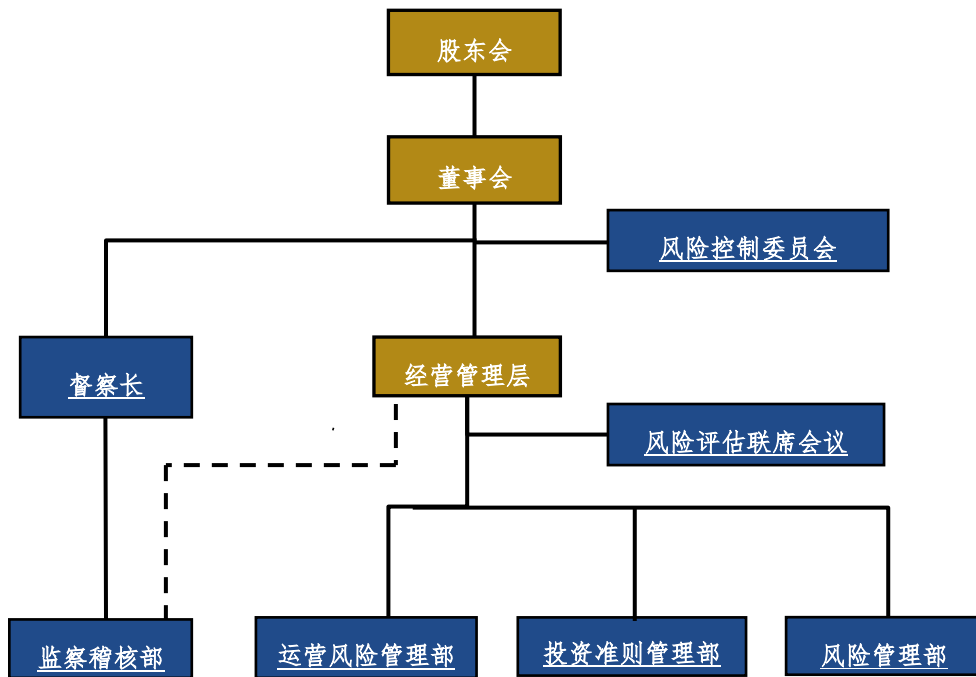 股东会
董事会
风险控制委员会
督察长
经营管理层
风险评估联席会议
监察稽核部
运营风险管理部
投资准则管理部
风险管理部